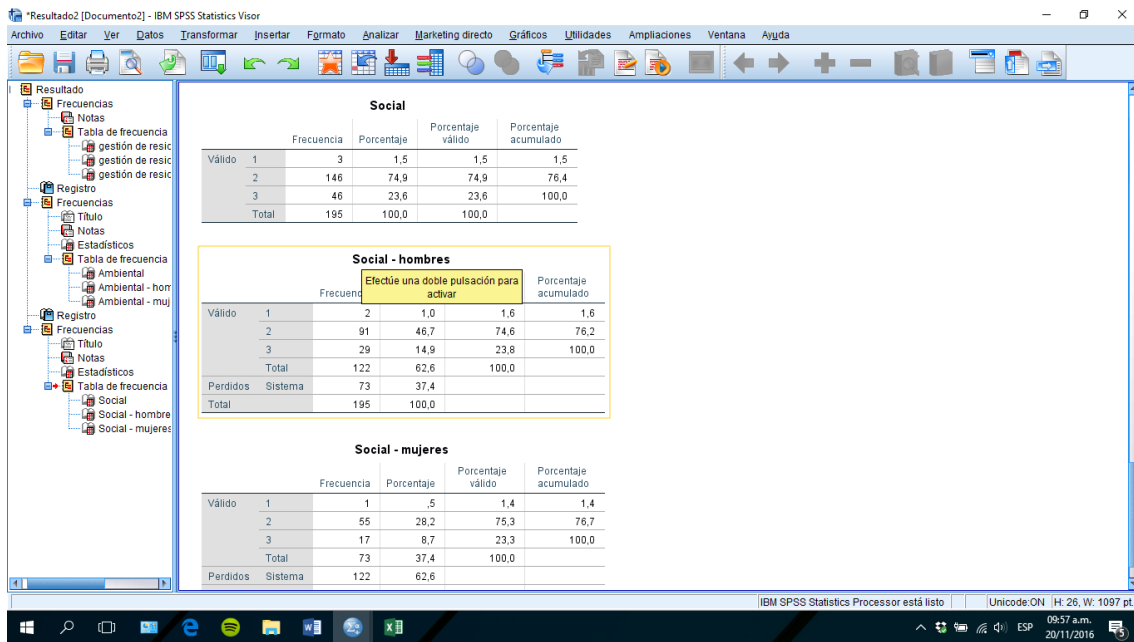 *Resultado2 [Documento2] - IBM SPSS Statistics Visor
Archivo Editar Ver Datos Transformar Insertar Formato Analizar Marketing directo Gráficos Utilidades Ampliaciones Ventana Ayuda
Resultado
Frecuencias
Notas
Tabla de frecuencia
gestión de resic
gestión de resic
gestión de resic
Registro
Frecuencias
Título
Notas
Estadísticos
Tabla de frecuencia
Ambiental
Ambiental - hom
Ambiental - muj
Registro
Frecuencias
Título
Notas
Estadísticos
Tabla de frecuencia
Social
Social - hombre
Social - mujeres
Social
Frecuencia Porcentaje Porcentaje válido Porcentaje acumulado
Válido 1 3 1,5 1,5 1,5
2 146 74,9 74,9 76,4
3 46 23,6 23,6 100,0
Total 195 100,0 100,0
Social - hombres
Efectúe una doble pulsación para
activar
Frecuenc Porcentaje acumulado
Válido 1 2 1,0 1,6 1,6
2 91 46,7 74,6 76,2
3 29 14,9 23,8 100,0
Total 122 62,6 100,0
Perdidos Sistema 73 37,4
Total 195 100,0
Social - mujeres
Frecuencia Porcentaje Porcentaje válido Porcentaje acumulado
Válido 1 1 ,5 1,4 1,4
2 55 28,2 75,3 76,7
3 17 8,7 23,3 100,0
Total 73 37,4 100,0
Perdidos Sistema 122 62,6
IBM SPSS Statistics Processor está listo Unicode:ON H: 26, W: 1097 pt.
ESP 09:57 a.m.
20/11/2016